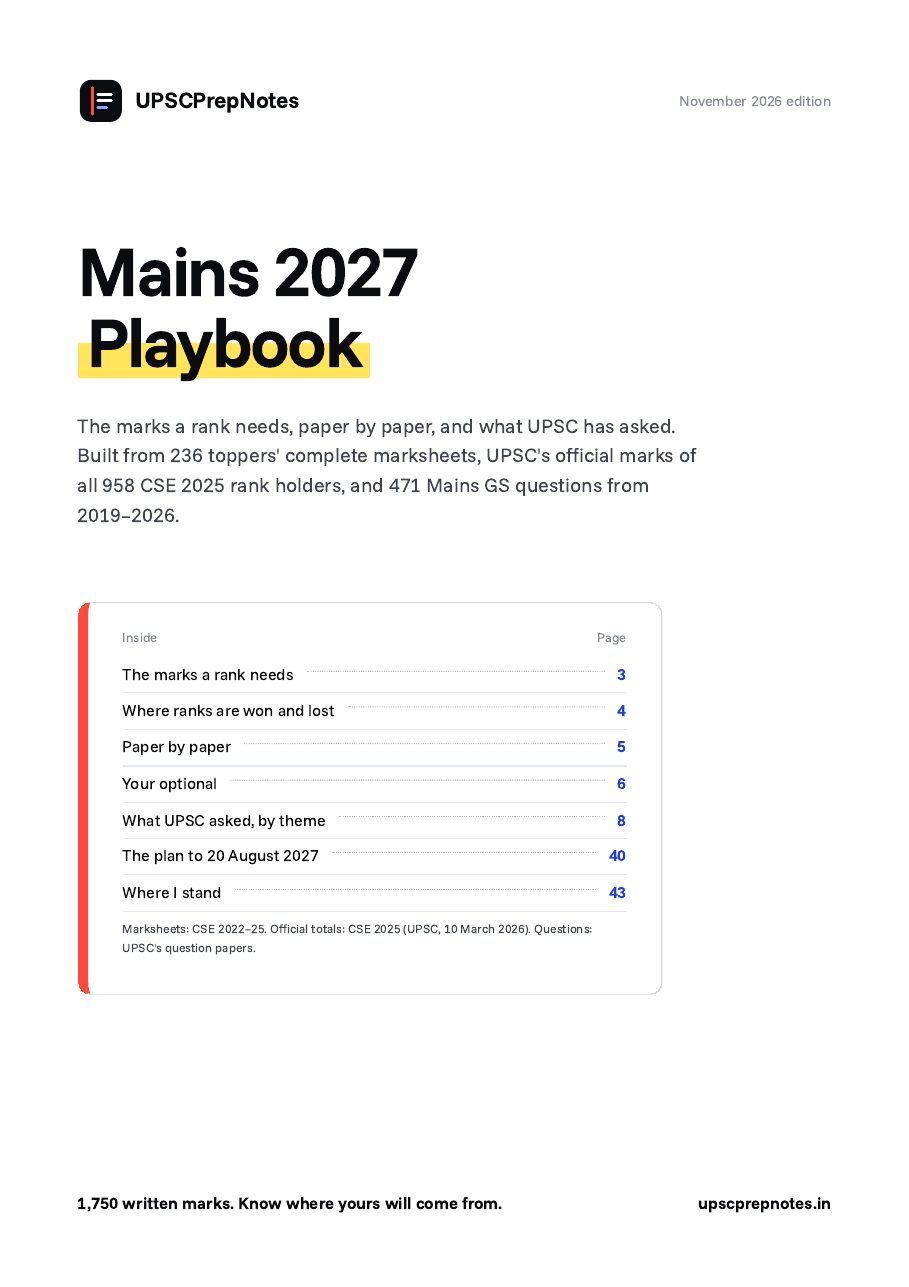 UPSCPrepNotes
November 2026 edition
Mains 2027
Playbook
The marks a rank needs, paper by paper, and what UPSC has asked.
Built from 236 toppers' complete marksheets, UPSC's official marks of
all 958 CSE 2025 rank holders, and 471 Mains GS questions from
2019–2026.
Inside Page
The marks a rank needs 3
Where ranks are won and lost 4
Paper by paper 5
Your optional 6
What UPSC asked, by theme 8
The plan to 20 August 2027 40
Where I stand 43
Marksheets: CSE 2022–25. Official totals: CSE 2025 (UPSC, 10 March 2026). Questions:
UPSC's question papers.
1,750 written marks. Know where yours will come from.
upscprepnotes.in